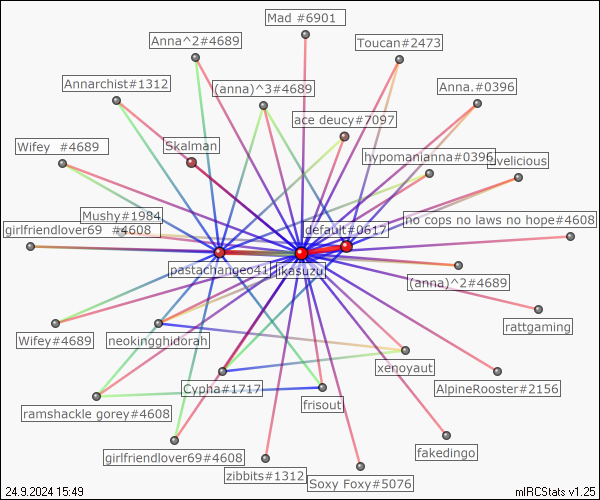 Mad #6901
Anna^2#4689
Toucan#2473
Annarchist#1312
(anna)^3#4689
Anna.#0396
ace deucy#7097
Wifey #4689
Skalman
hypomanianna#0396
Mushy#1984
no cops no laws no hope#4608
girlfriendlover69 #4608
default#0617
pastachangeo41
ikasuzu
(anna)^2#4689
rattgaming
Wifey#4689
neokingghidorah
xenoyaut
Cypha#1717
AlpineRooster#2156
ramshackle gorey#4608
frisout
girlfriendlover69#4608
fakedingo
zibbits#1312
Soxy Foxy#5076
24.9.2024 15:49
mIRCStats v1.25